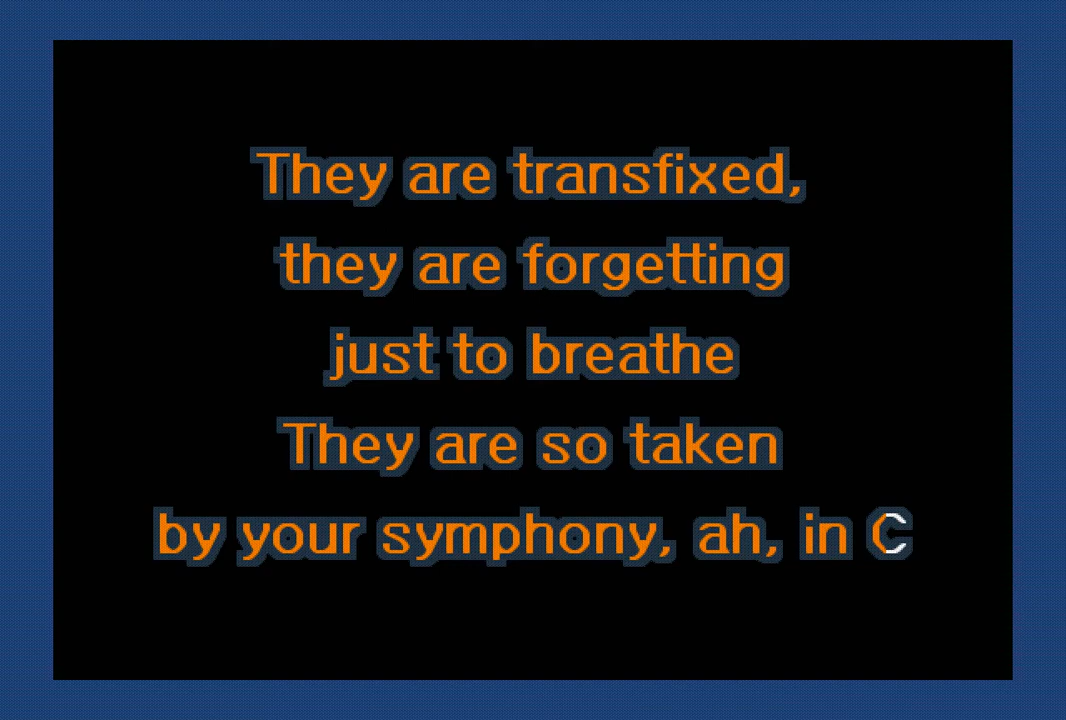 They are transfixed,
they are forgetting
just to breathe
They are so taken
by your symphony, ah, in C